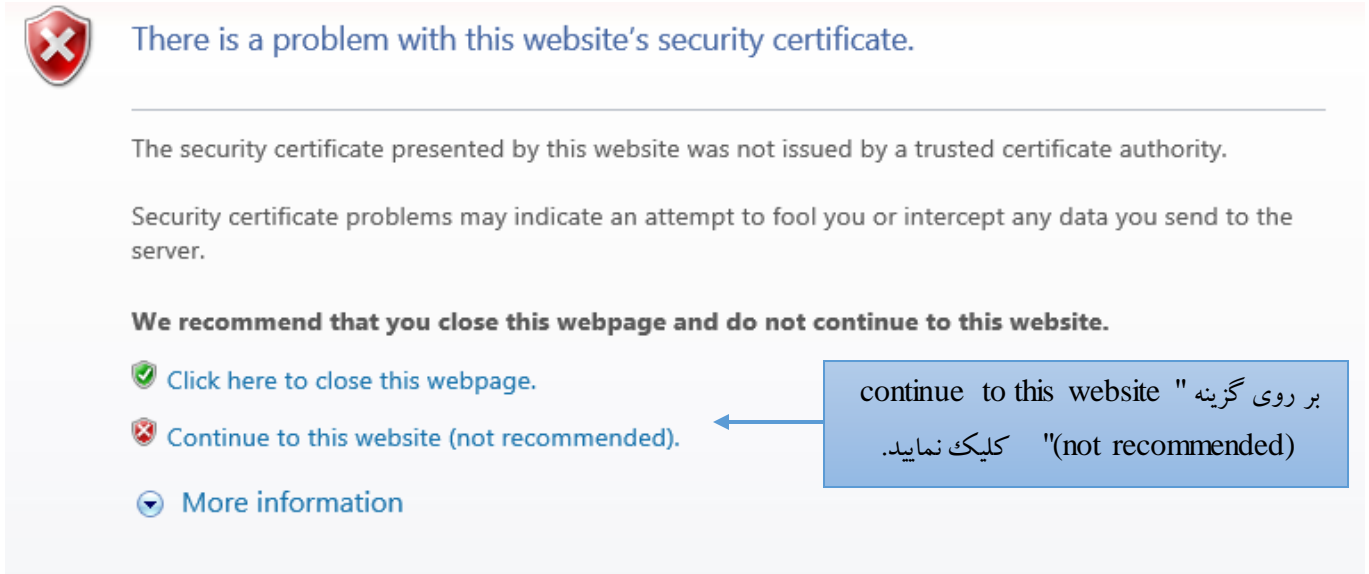 There is a problem with this website's security certificate.
The security certificate presented by this website was not issued by a trusted certificate authority.
Security certificate problems may indicate an attempt to fool you or intercept any data you send to the
server.
We recommend that you close this webpage and do not continue to this website.
Click here to close this webpage.
Continue to this website (not recommended).
بر روی گزینه " continue to this website
(not recommended)" کلیک نمایید.
More information